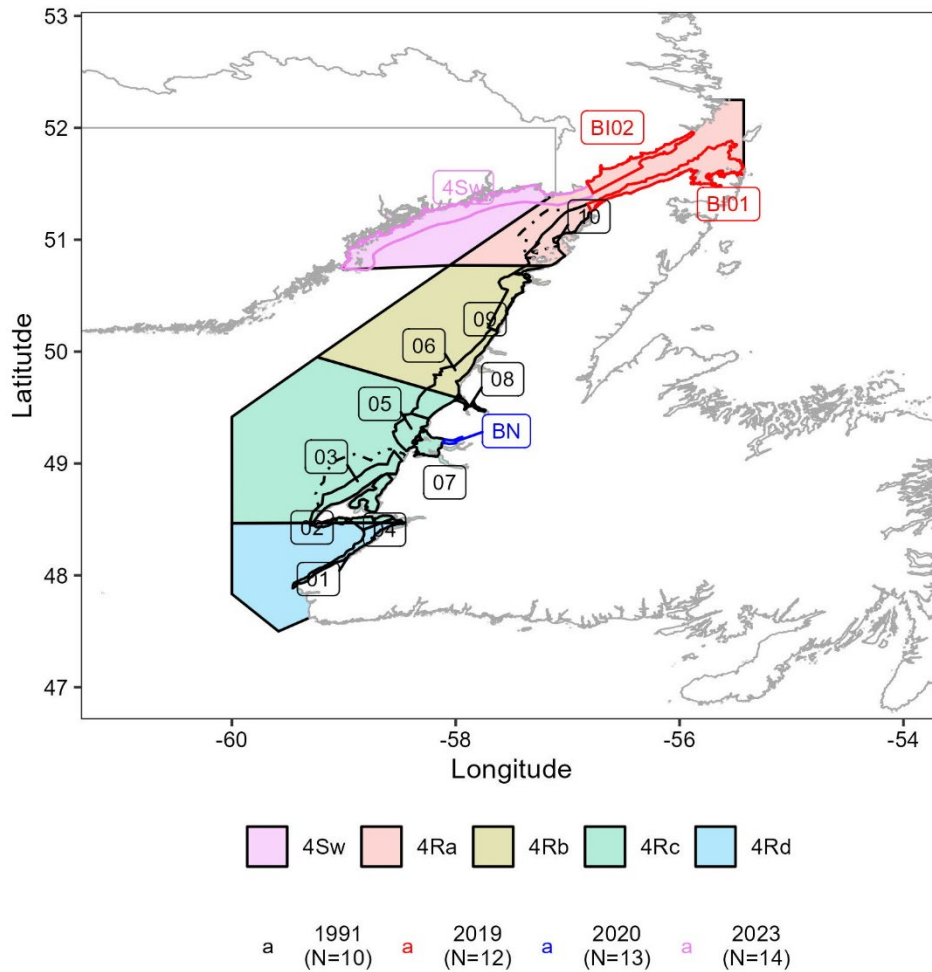 53
52
51
50
49
48
47
Latitutde
BI02
4Sw
BI01
10
09
06
08
05
BN
03
07
02
04
01
-60
-58
-56
-54
Longitude
4Sw 4Ra 4Rb 4Rc 4Rd
a 1991 a 2019 a 2020 a 2023
(N=10) (N=12) (N=13) (N=14)